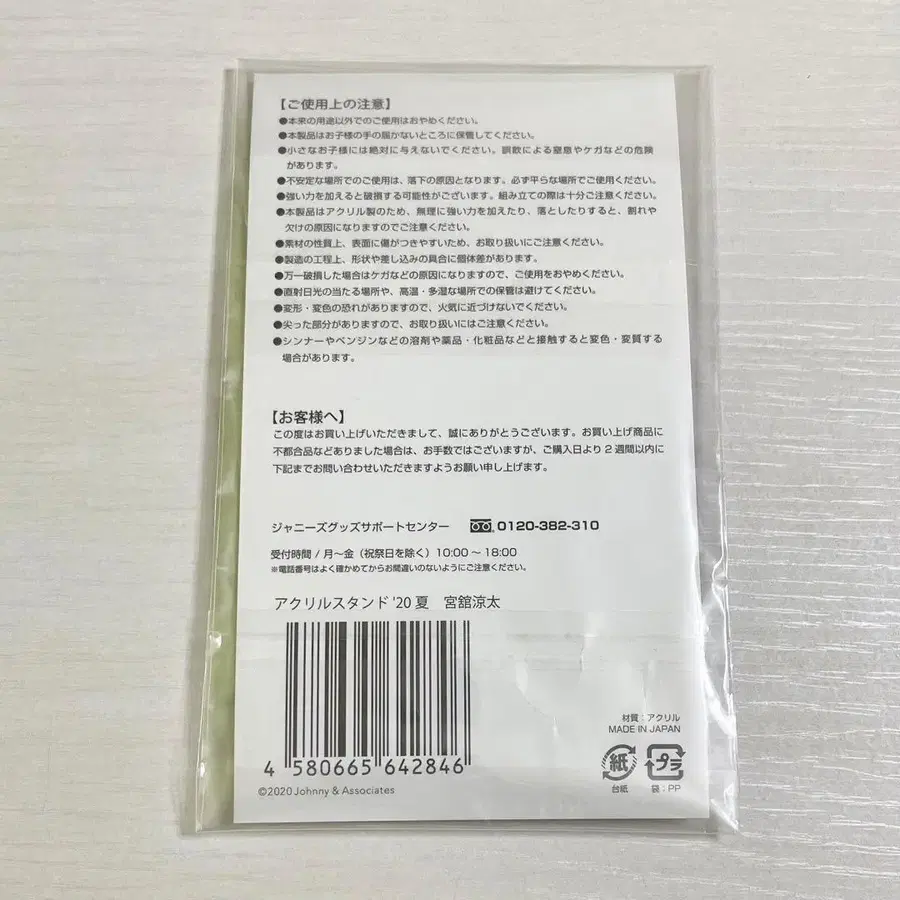 【ご使用上の注意】
●本来の用途以外でのご使用はおやめください。
●本製品はお子様の手の届かないところに保管してください。
●小さなお子様には絶対に与えないでください。誤飲による窒息やケガなどの危険
があります。
●不安定な場所でのご使用は、落下の原因となります。必ず平らな場所でご使用ください。
●強い力を加えると破損する可能性がございます。組み立ての際は十分ご注意ください。
●本製品はアクリル製のため、無理に強い力を加えたり、落としたりすると、割れや
欠けの原因になりますのでご注意ください。
●素材の性質上、表面に傷がつきやすいため、お取り扱いにご注意ください。
●製造の工程上、形状や差し込みの具合に個体差があります。
●万一破損した場合はケガなどの原因になりますので、ご使用をおやめください。
●直射日光の当たる場所や、高温・多湿な場所での保管は避けてください。
●変形・変色の恐れがありますので、火気に近づけないでください。
●尖った部分がありますので、お取り扱いにはご注意ください。
●シンナーやベンジンなどの溶剤や薬品・化粧品などと接触すると変色・変質する
場合があります。
【お客様へ】
この度はお買い上げいただきまして、誠にありがとうございます。お買い上げ商品に
不都合品などありました場合は、お手数ではございますが、ご購入日より2週間以内に
下記までお問い合わせいただきますようお願い申し上げます。
ジャニーズグッズサポートセンター 0120-382-310
受付時間/月～金（祝祭日を除く）10:00～18:00
※電話番号はよく確かめてからお間違いのないようにご注意ください。
アクリルスタンド '20 夏 宮舘涼太
4 580665 642846
©2020 Johnny & Associates
材質：アクリル
MADE IN JAPAN
紙 プラ
台紙 袋：PP